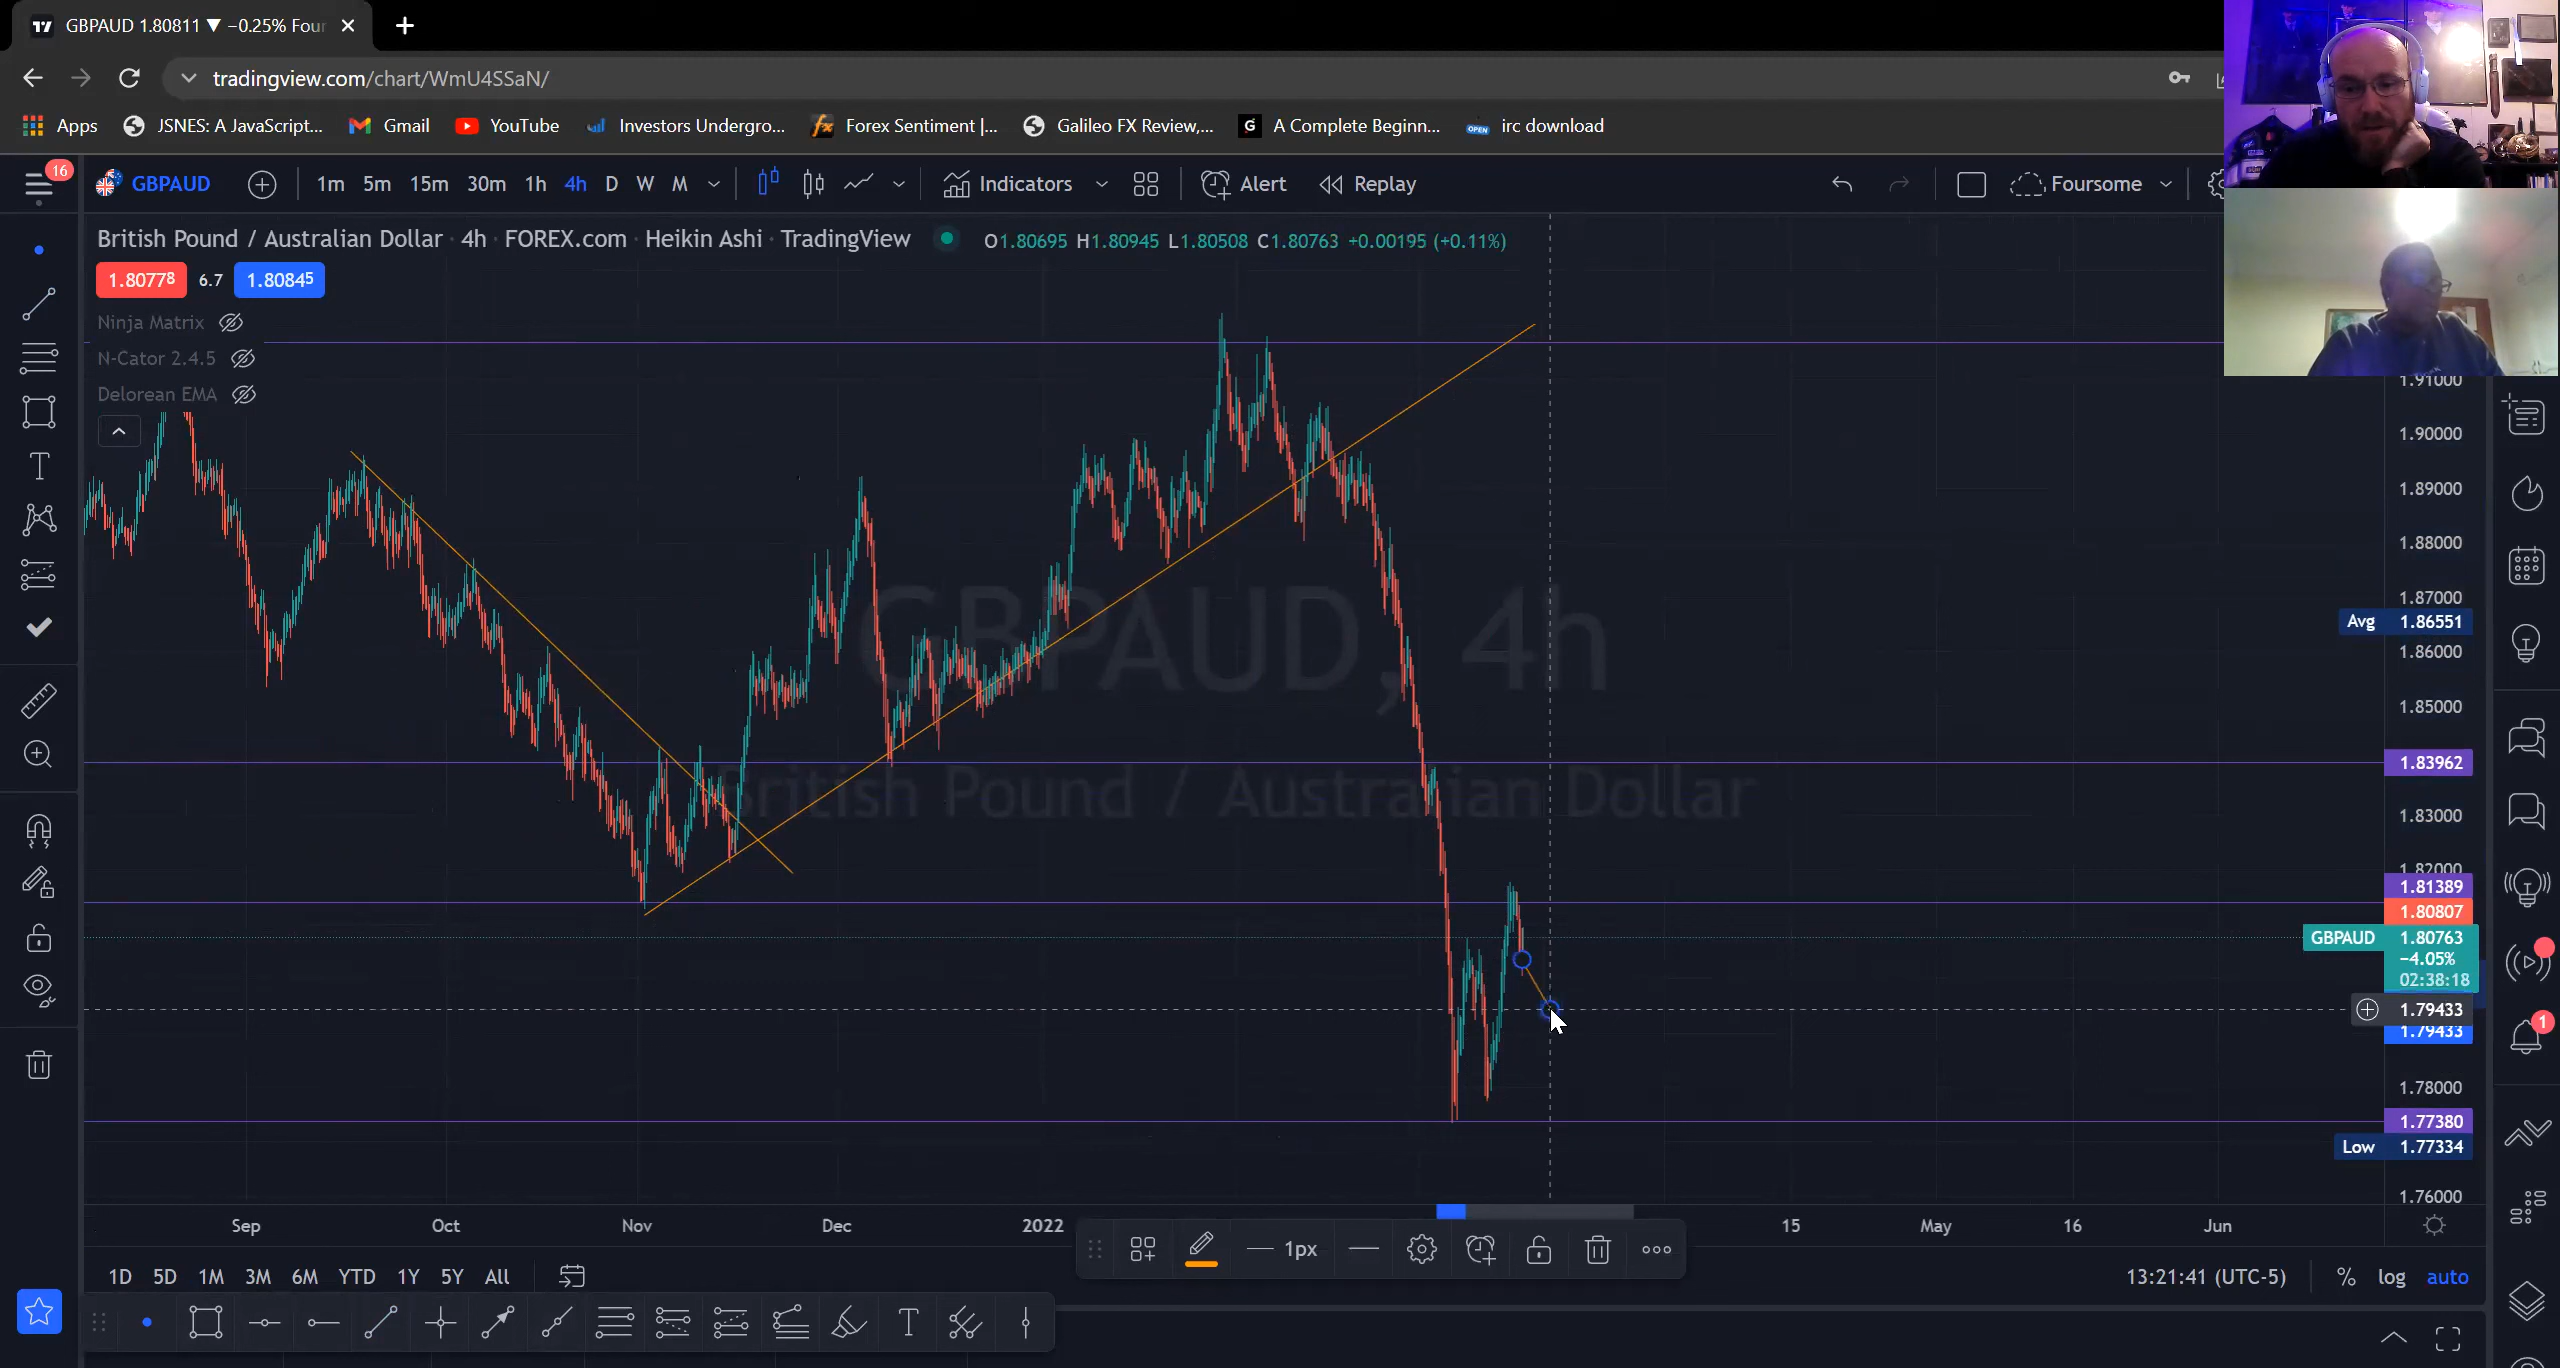 GBPAUD 1.80811 ▼ −0.25% Four
tradingview.com/chart/WmU4SSaN/
Apps JSNES: A JavaScript... Gmail YouTube Investors Undergro... Forex Sentiment |... Galileo FX Review,... A Complete Beginn... irc download
16 GBPAUD 1m 5m 15m 30m 1h 4h D W M Indicators Alert Replay Foursome
British Pound / Australian Dollar · 4h · FOREX.com · Heikin Ashi · TradingView O1.80695 H1.80945 L1.80508 C1.80763 +0.00195 (+0.11%)
1.80778 6.7 1.80845
Ninja Matrix
N-Cator 2.4.5
Delorean EMA
GBPAUD, 4h
British Pound / Australian Dollar
1.91000
1.90000
1.89000
1.88000
1.87000
Avg 1.86551
1.86000
1.85000
1.83962
1.83000
1.82000
1.81389
1.80807
GBPAUD 1.80763
−4.05%
02:38:18
1.79433
1.79433
1.78000
1.77380
Low 1.77334
1.76000
1
Sep Oct Nov Dec 2022 15 May 16 Jun
1px
1D 5D 1M 3M 6M YTD 1Y 5Y All
13:21:41 (UTC-5) % log auto